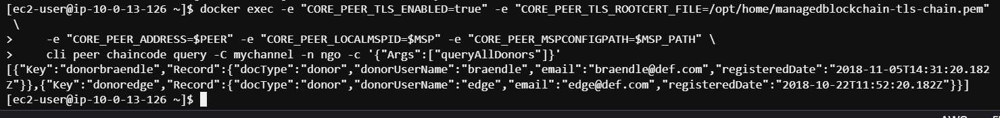 [ec2-user@ip-10-0-13-126 ~]$ docker exec -e "CORE_PEER_TLS_ENABLED=true" -e "CORE_PEER_TLS_ROOTCERT_FILE=/opt/home/managedblockchain-tls-chain.pem"
 \
>     -e "CORE_PEER_ADDRESS=$PEER" -e "CORE_PEER_LOCALMSPID=$MSP" -e "CORE_PEER_MSPCONFIGPATH=$MSP_PATH" \
>     cli peer chaincode query -C mychannel -n ngo -c '{"Args":["queryAllDonors"]}'
[{"Key":"donorbraendle","Record":{"docType":"donor","donorUserName":"braendle","email":"braendle@def.com","registeredDate":"2018-11-05T14:31:20.182
Z"}},{"Key":"donoredge","Record":{"docType":"donor","donorUserName":"edge","email":"edge@def.com","registeredDate":"2018-10-22T11:52:20.182Z"}}]
[ec2-user@ip-10-0-13-126 ~]$